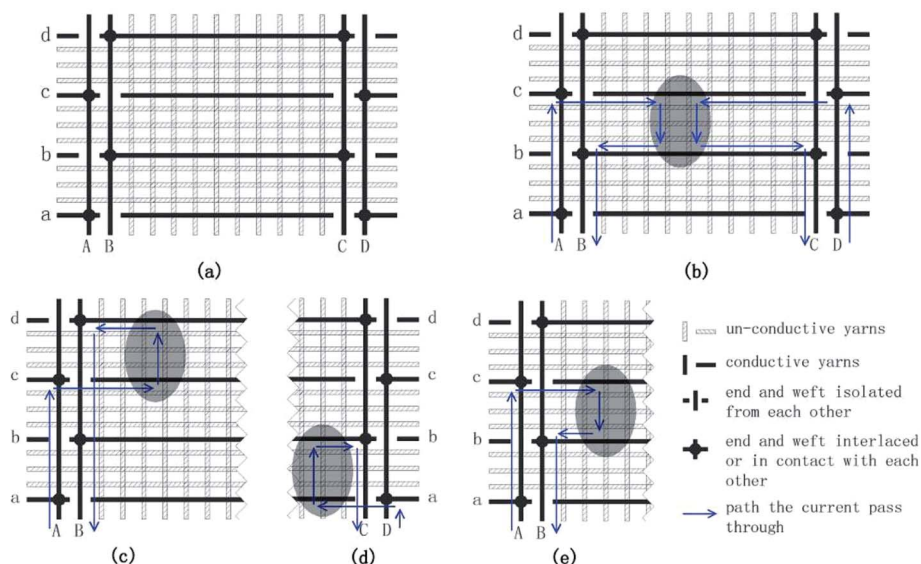 d
c
b
a
A B C D
(a)
d
c
b
a
A B C D
(b)
d
c
b
a
A B
(c)
d
c
b
a
C D
(d)
d
c
b
a
A B
(e)
un-conductive yarns
conductive yarns
end and weft isolated
from each other
end and weft interlaced
or in contact with each
other
path the current pass
through